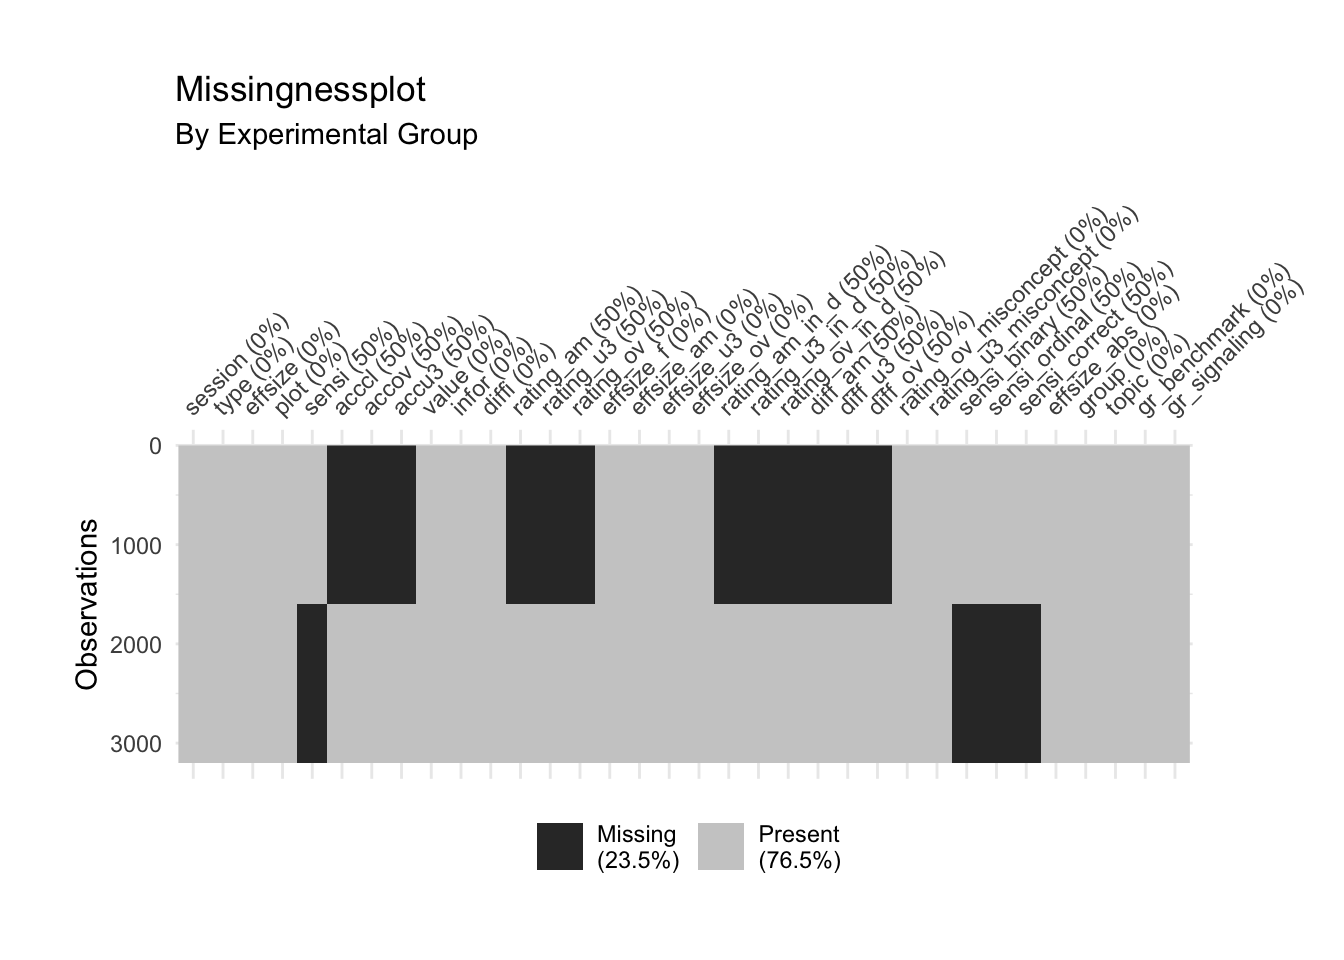 Missingnessplot
By Experimental Group
session (0%)
type (0%)
effsize (0%)
plot (0%)
sensi (50%)
accl (50%)
accov (50%)
accu3 (50%)
value (0%)
infor (0%)
diffi (0%)
rating_am (50%)
rating_u3 (50%)
rating_ov (50%)
effsize_f (0%)
effsize_am (0%)
effsize_u3 (0%)
effsize_ov (0%)
rating_am_in_d (50%)
rating_u3_in_d (50%)
rating_ov_in_d (50%)
diff_am (50%)
diff_u3 (50%)
diff_ov (50%)
rating_ov_misconcept (0%)
rating_u3_misconcept (0%)
sensi_binary (50%)
sensi_ordinal (50%)
sensi_correct (50%)
effsize_abs (0%)
group (0%)
topic (0%)
gr_benchmark (0%)
gr_signaling (0%)
0
1000
2000
3000
Observations
Missing
(23.5%)
Present
(76.5%)